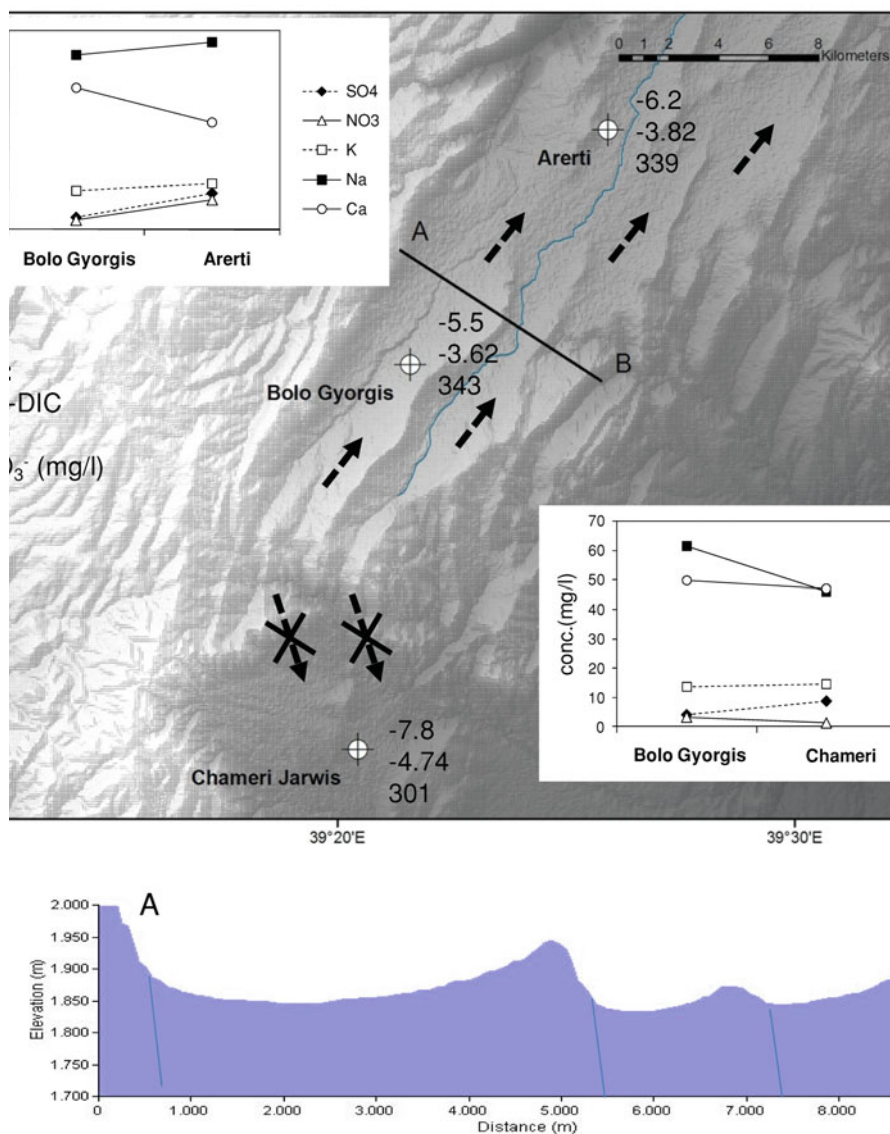 SO4
NO3
K
Na
Ca
Bolo Gyorgis Arerti
0 1 2 4 6 8
Kilometers
-6.2
-3.82
339
Arerti
A
B
-5.5
-3.62
343
Bolo Gyorgis
-DIC
O₃⁻ (mg/l)
conc.(mg/l)
70
60
50
40
30
20
10
0
Bolo Gyorgis Chameri
-7.8
-4.74
301
Chameri Jarwis
39°20'E 39°30'E
A
Elevation (m)
2.000
1.950
1.900
1.850
1.800
1.750
1.700
0 1.000 2.000 3.000 4.000 5.000 6.000 7.000 8.000
Distance (m)